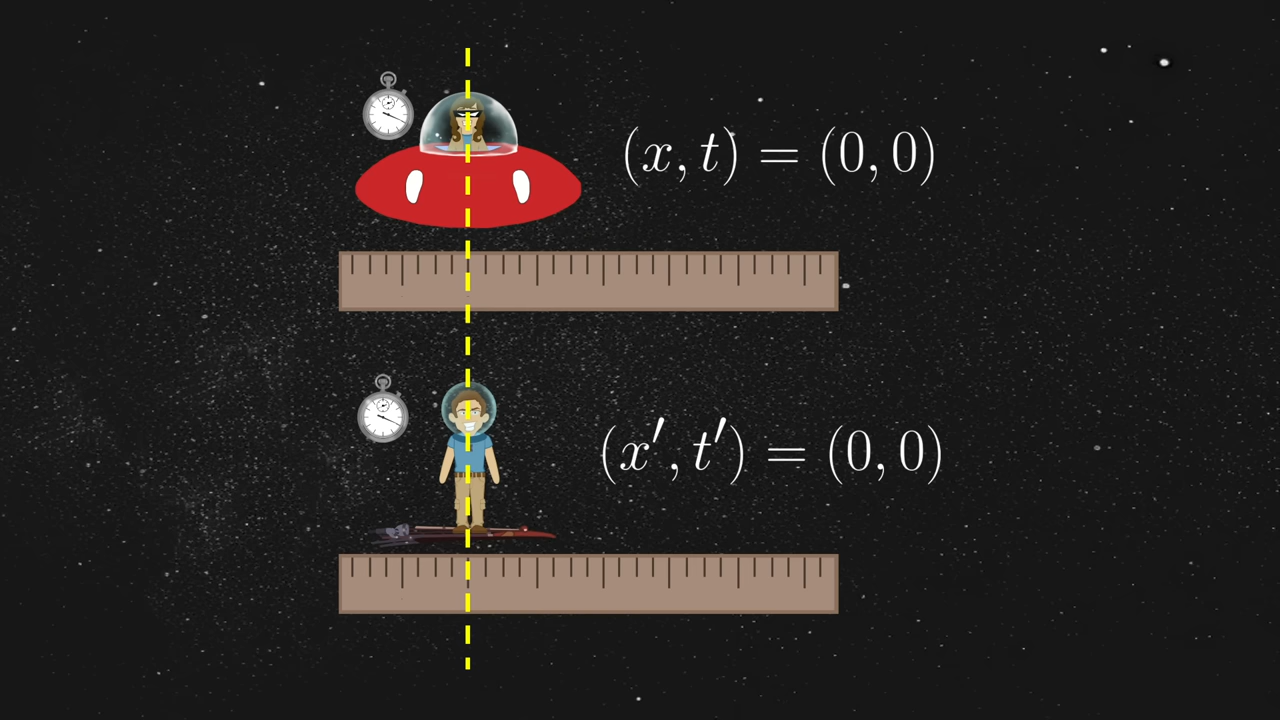 (x, t) = (0, 0)
(x′, t′) = (0, 0)